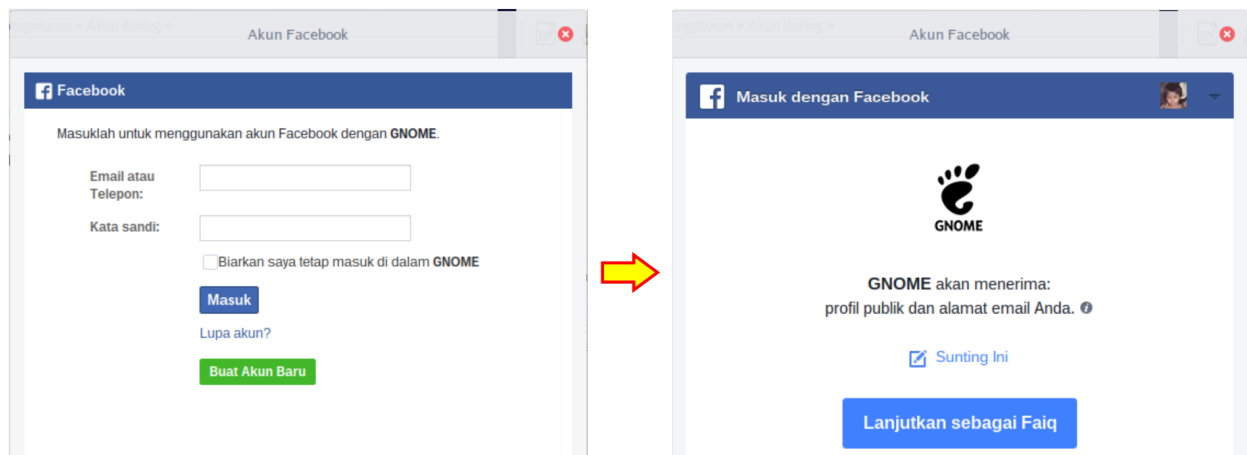 Akun Facebook
Facebook
Masuklah untuk menggunakan akun Facebook dengan GNOME.
Email atau
Telepon:
Kata sandi:
Biarkan saya tetap masuk di dalam GNOME
Masuk
Lupa akun?
Buat Akun Baru
Akun Facebook
Masuk dengan Facebook
GNOME
GNOME akan menerima:
profil publik dan alamat email Anda.
Sunting Ini
Lanjutkan sebagai Faiq